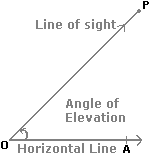 P
Line of sight
Angle of
Elevation
O
A
Horizontal Line